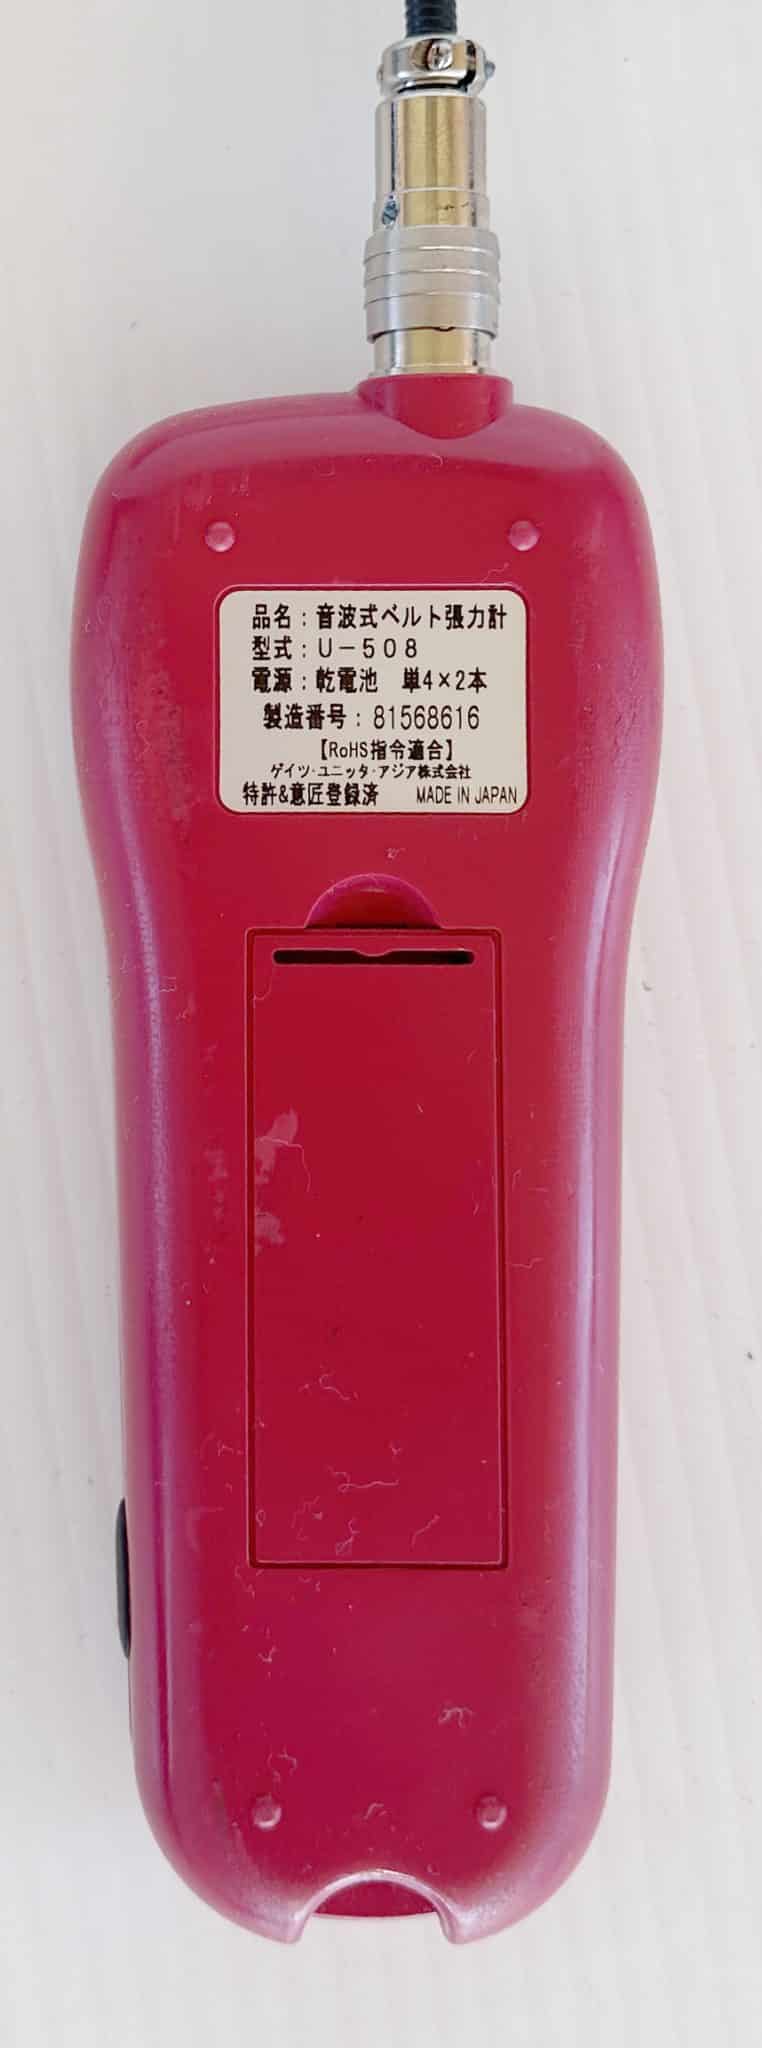 品名：音波式ベルト張力計
型式：U－508
電源：乾電池　単4×2本
製造番号：81568616
【RoHS指令適合】
ゲイツ・ユニッタ・アジア株式会社
特許&意匠登録済　MADE IN JAPAN